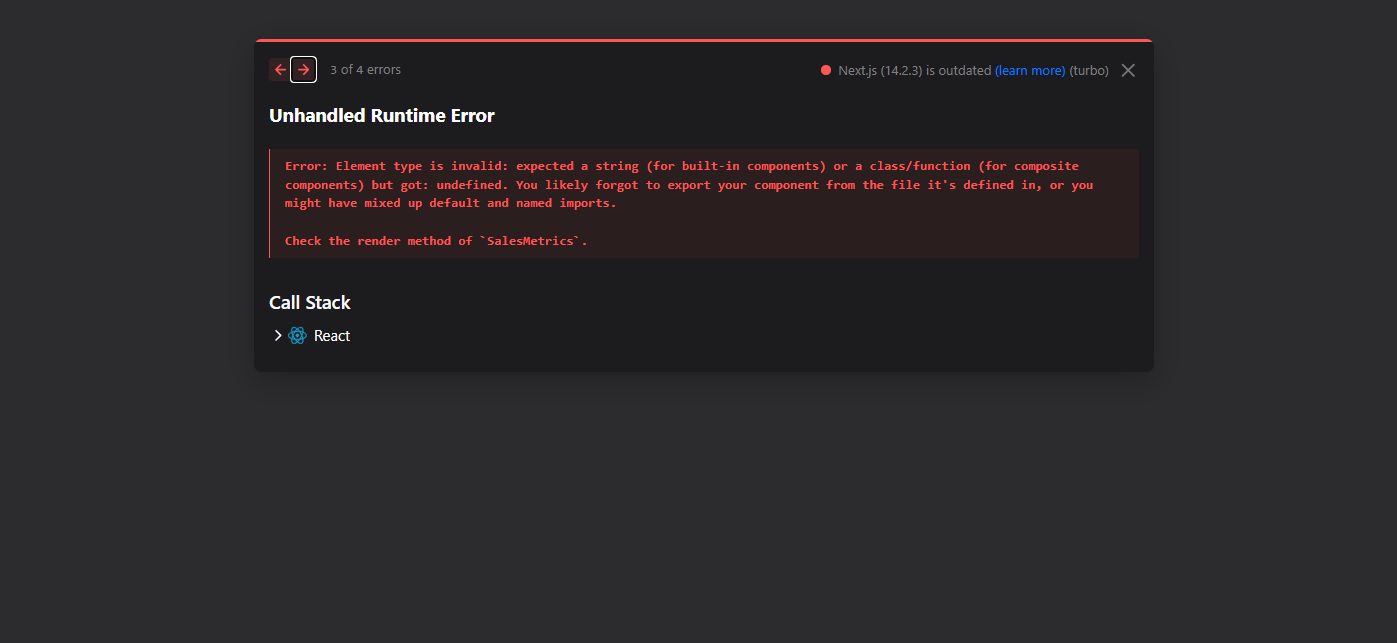 3 of 4 errors
Next.js (14.2.3) is outdated (learn more) (turbo)
Unhandled Runtime Error
Error: Element type is invalid: expected a string (for built-in components) or a class/function (for composite
components) but got: undefined. You likely forgot to export your component from the file it's defined in, or you
might have mixed up default and named imports.
Check the render method of `SalesMetrics`.
Call Stack
React